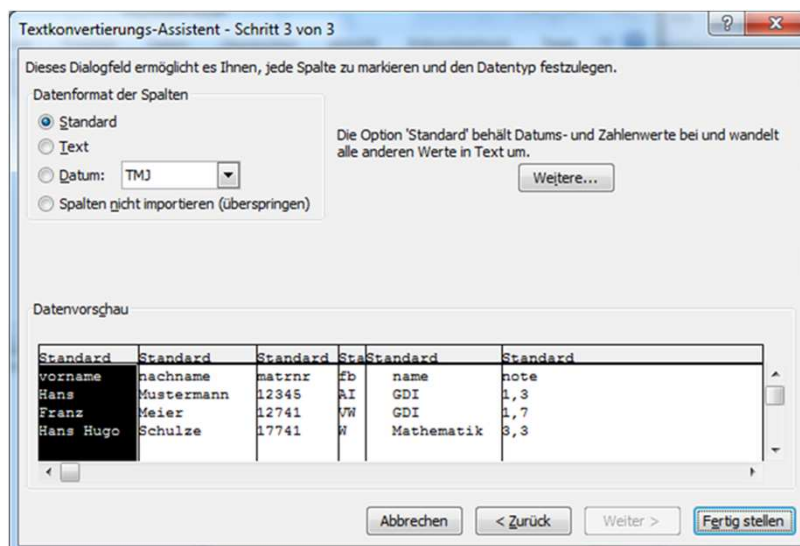 Textkonvertierungs-Assistent - Schritt 3 von 3
Dieses Dialogfeld ermöglicht es Ihnen, jede Spalte zu markieren und den Datentyp festzulegen.
Datenformat der Spalten
Standard
Text
Datum: TMJ
Spalten nicht importieren (überspringen)
Die Option 'Standard' behält Datums- und Zahlenwerte bei und wandelt
alle anderen Werte in Text um.
Weitere...
Datenvorschau
Standard Standard Standard Sta Standard Standard
vorname nachname matrnr fb name note
Hans Mustermann 12345 AI GDI 1,3
Franz Meier 12741 VW GDI 1,7
Hans Hugo Schulze 17741 W Mathematik 3,3
Abbrechen < Zurück Weiter > Fertig stellen